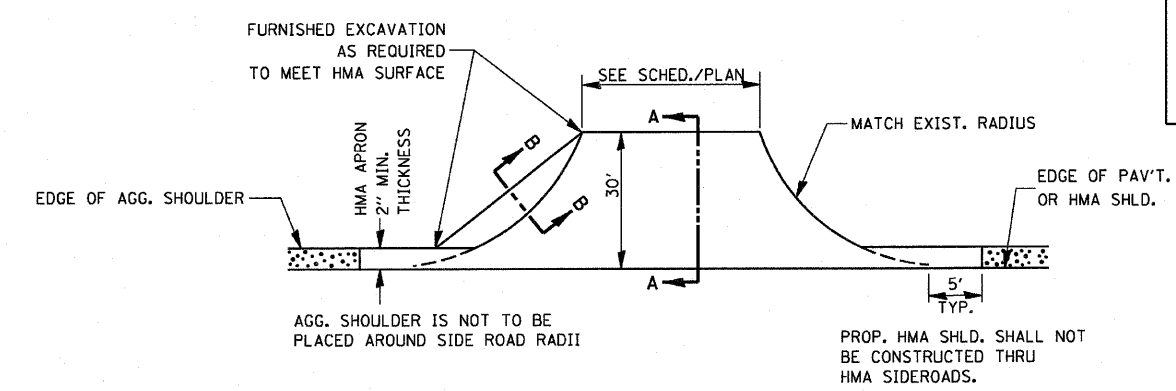 FURNISHED EXCAVATION
AS REQUIRED
TO MEET HMA SURFACE
SEE SCHED./PLAN
A
MATCH EXIST. RADIUS
HMA APRON
2" MIN.
THICKNESS
B
B
30'
EDGE OF PAV'T.
OR HMA SHLD.
EDGE OF AGG. SHOULDER
A
5'
TYP.
AGG. SHOULDER IS NOT TO BE
PLACED AROUND SIDE ROAD RADII
PROP. HMA SHLD. SHALL NOT
BE CONSTRUCTED THRU
HMA SIDEROADS.